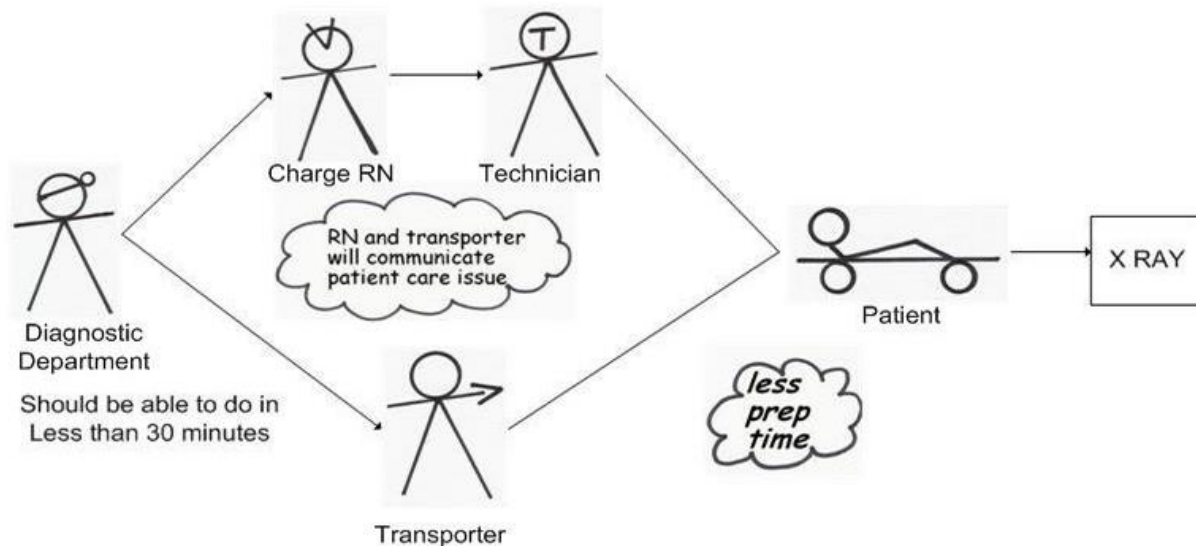 T
Charge RN
Technician
RN and transporter
will communicate
patient care issue
Diagnostic
Department
Should be able to do in
Less than 30 minutes
Transporter
Patient
X RAY
less
prep
time